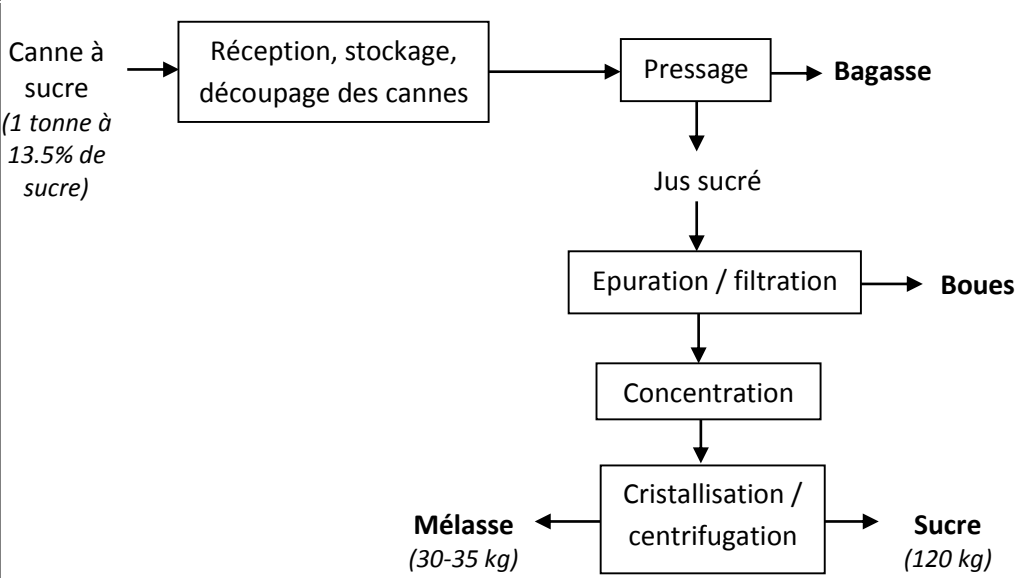 Canne à
sucre
(1 tonne à
13.5% de
sucre)
Réception, stockage,
découpage des cannes
Pressage
Bagasse
Jus sucré
Epuration / filtration
Boues
Concentration
Cristallisation /
centrifugation
Mélasse
(30-35 kg)
Sucre
(120 kg)